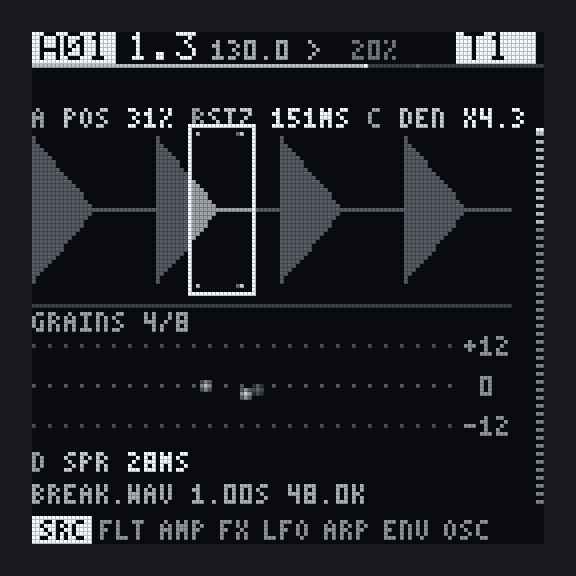 A01 1.3 130.0 > 20% T1
A POS 31% BSIZ 151MS C DEN X4.3
GRAINS 4/8
+12
0
-12
D SPR 28MS
BREAK.WAV 1.00S 48.0K
SRC FLT AMP FX LFO ARP ENV OSC